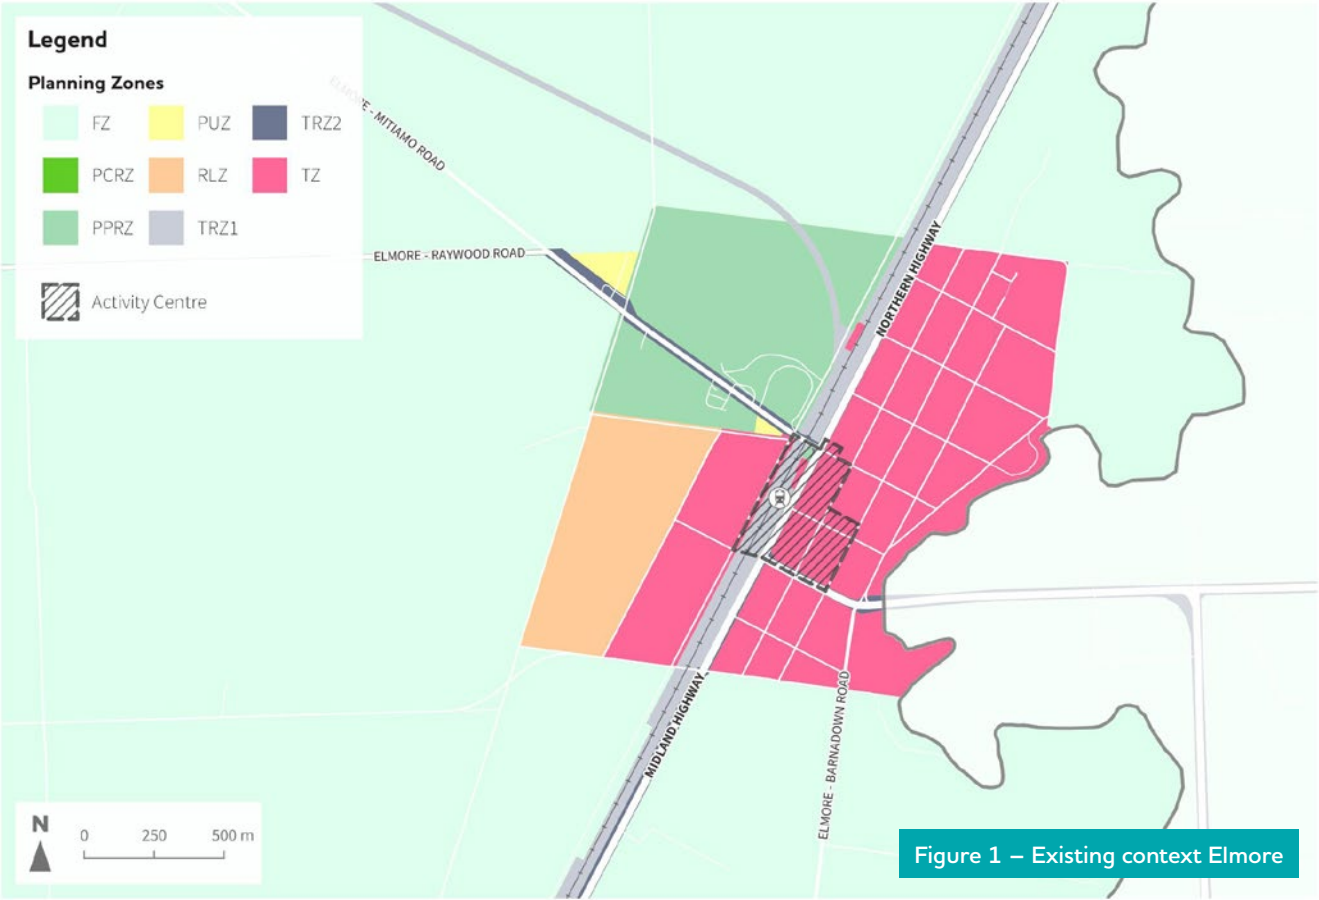 Legend
Planning Zones
FZ
PUZ
TRZ2
PCRZ
RLZ
TZ
PPRZ
TRZ1
Activity Centre
ELMORE - MITIAMO ROAD
ELMORE - RAYWOOD ROAD
NORTHERN HIGHWAY
MIDLAND HIGHWAY
ELMORE - BARNADOWN ROAD
N
0 250 500 m
Figure 1 – Existing context Elmore